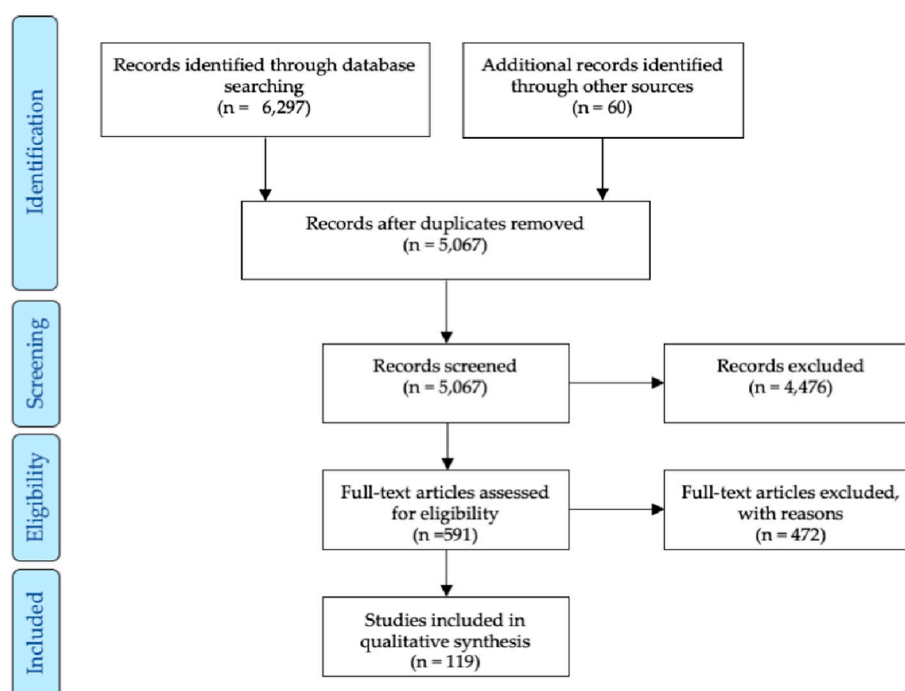 Identification
Records identified through database
searching
(n = 6,297)
Additional records identified
through other sources
(n = 60)
Records after duplicates removed
(n = 5,067)
Screening
Records screened
(n = 5,067)
Records excluded
(n = 4,476)
Eligibility
Full-text articles assessed
for eligibility
(n =591)
Full-text articles excluded,
with reasons
(n = 472)
Included
Studies included in
qualitative synthesis
(n = 119)